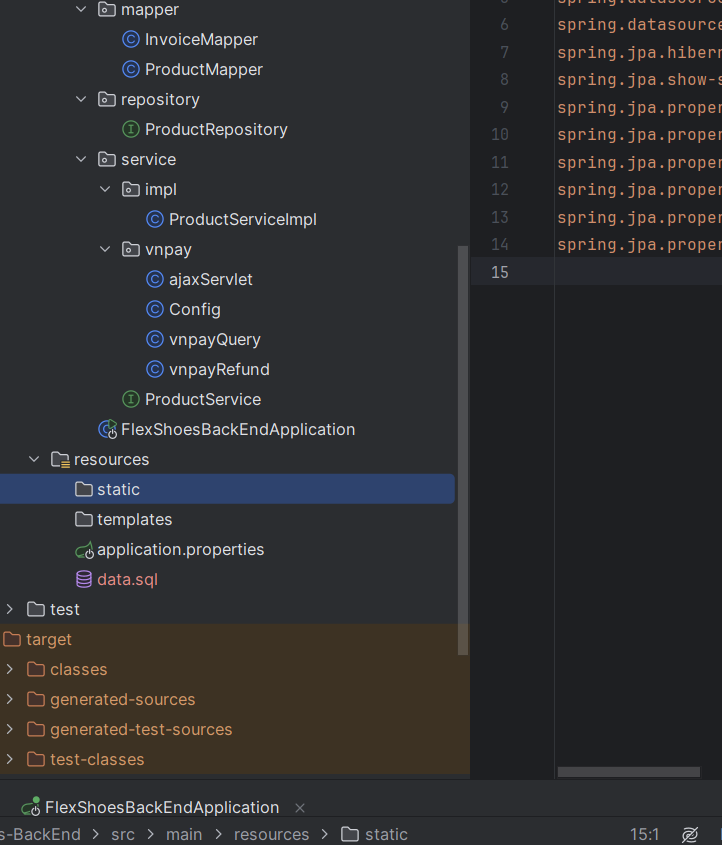 mapper
InvoiceMapper
ProductMapper
repository
ProductRepository
service
impl
ProductServiceImpl
vnpay
ajaxServlet
Config
vnpayQuery
vnpayRefund
ProductService
FlexShoesBackEndApplication
resources
static
templates
application.properties
data.sql
test
target
classes
generated-sources
generated-test-sources
test-classes
6 spring.datasource
7 spring.jpa.hibern
8 spring.jpa.show-s
9 spring.jpa.proper
10 spring.jpa.proper
11 spring.jpa.proper
12 spring.jpa.proper
13 spring.jpa.proper
14 spring.jpa.proper
15
FlexShoesBackEndApplication
s-BackEnd > src > main > resources > static 15:1